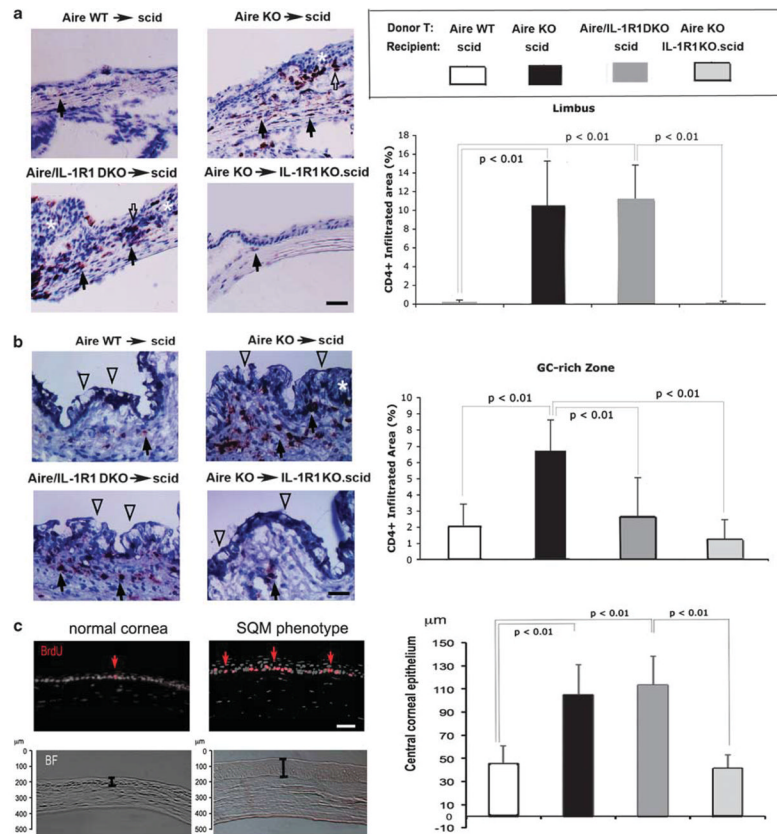 a
Aire WT → scid
Aire KO → scid
Aire/IL-1R1 DKO → scid
Aire KO → IL-1R1KO.scid
Donor T: Aire WT Aire KO Aire/IL-1R1DKO Aire KO
Recipient: scid scid scid IL-1R1KO.scid
Limbus
CD4+ Infiltrated area (%)
18
16
14
12
10
8
6
4
2
0
p < 0.01
p < 0.01
p < 0.01
b
Aire WT → scid
Aire KO → scid
Aire/IL-1R1 DKO → scid
Aire KO → IL-1R1KO.scid
GC-rich Zone
CD4+ Infiltrated Area (%)
9
8
7
6
5
4
3
2
1
0
p < 0.01
p < 0.01
p < 0.01
c
normal cornea
SQM phenotype
BrdU
μm
0
100
200
300
400
500
BF
μm
0
100
200
300
400
500
μm
Central corneal epithelium
150
130
110
90
70
50
30
10
0
-10
p < 0.01
p < 0.01
p < 0.01